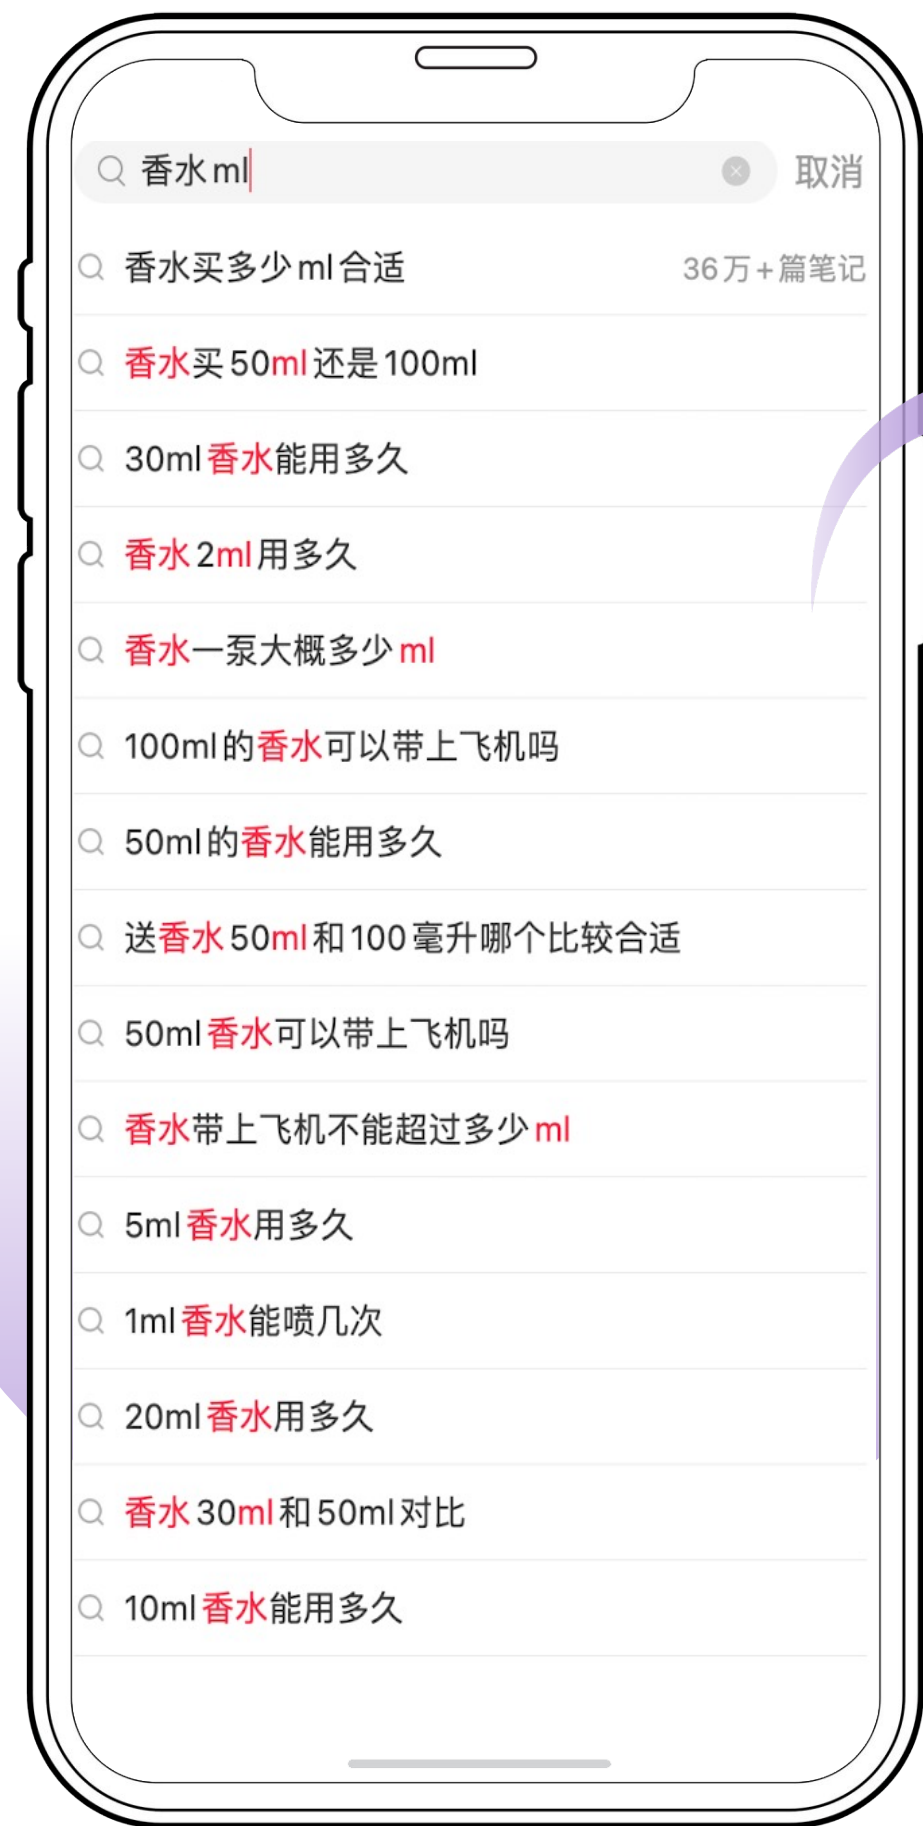 香水ml
取消
香水买多少ml合适
36万+篇笔记
香水买50ml还是100ml
30ml香水能用多久
香水2ml用多久
香水一泵大概多少ml
100ml的香水可以带上飞机吗
50ml的香水能用多久
送香水50ml和100毫升哪个比较合适
50ml香水可以带上飞机吗
香水带上飞机不能超过多少ml
5ml香水用多久
1ml香水能喷几次
20ml香水用多久
香水30ml和50ml对比
10ml香水能用多久